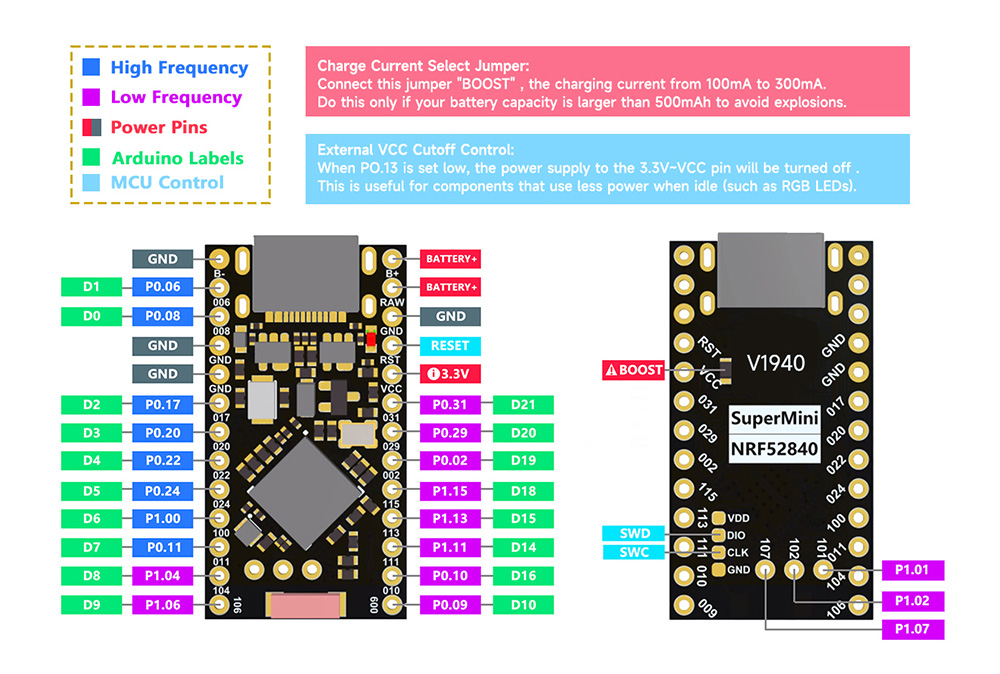 High Frequency
Low Frequency
Power Pins
Arduino Labels
MCU Control
Charge Current Select Jumper:
Connect this jumper "BOOST" , the charging current from 100mA to 300mA.
Do this only if your battery capacity is larger than 500mAh to avoid explosions.
External VCC Cutoff Control:
When PO.13 is set low, the power supply to the 3.3V-VCC pin will be turned off .
This is useful for components that use less power when idle (such as RGB LEDs).
GND
D1 P0.06
D0 P0.08
GND
GND
D2 P0.17
D3 P0.20
D4 P0.22
D5 P0.24
D6 P1.00
D7 P0.11
D8 P1.04
D9 P1.06
B-
006
008
GND
GND
017
020
022
024
100
011
104
106
B+
RAW
GND
RST
VCC
031
029
002
115
113
111
010
009
BATTERY+
BATTERY+
GND
RESET
3.3V
P0.31 D21
P0.29 D20
P0.02 D19
P1.15 D18
P1.13 D15
P1.11 D14
P0.10 D16
P0.09 D10
BOOST
SWD
SWC
RST
VCC
031
029
002
115
113
111
010
009
V1940
SuperMini
NRF52840
VDD
DIO
CLK
GND
107
102
101
GND
GND
017
020
022
024
100
011
104
106
P1.01
P1.02
P1.07